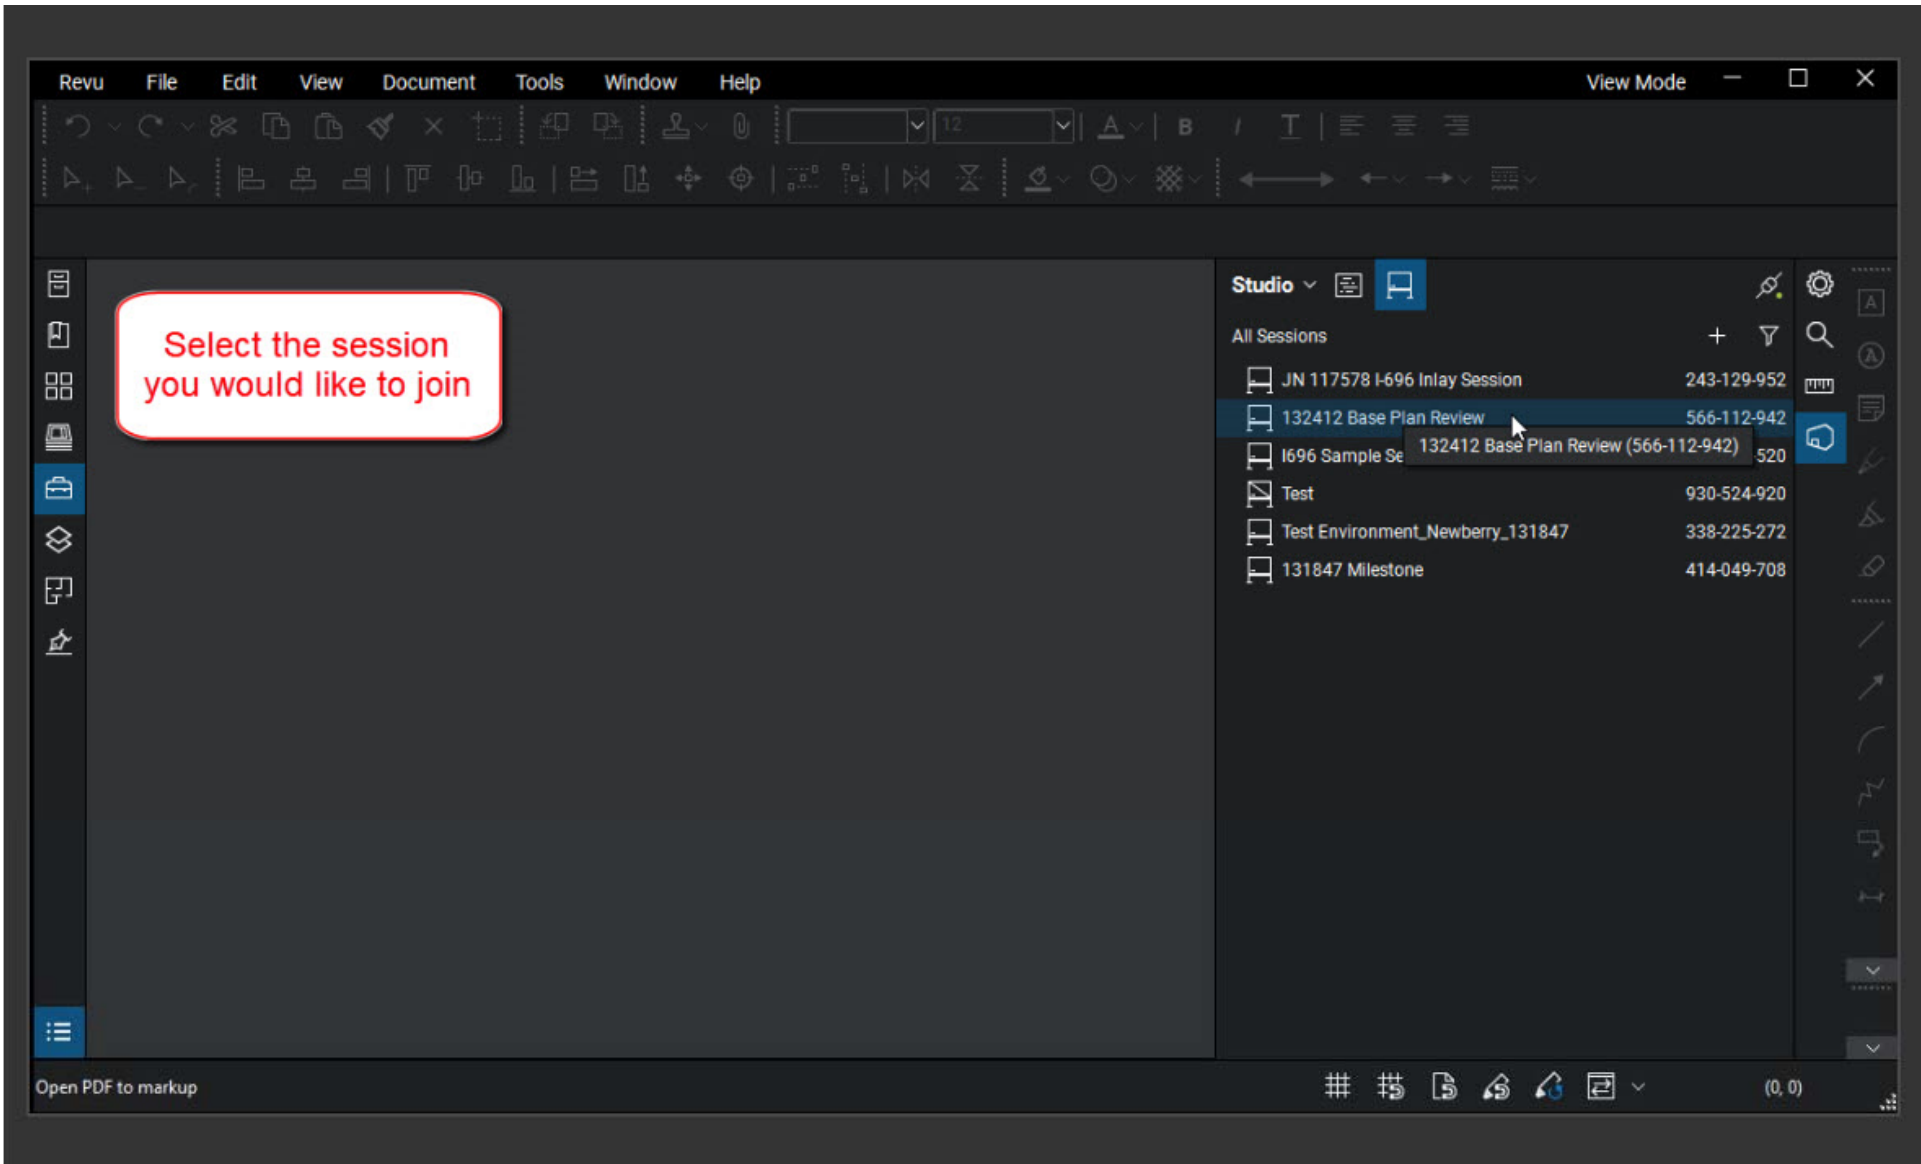 Revu File Edit View Document Tools Window Help View Mode
12 A B I T
Select the session
you would like to join
Studio
All Sessions
JN 117578 I-696 Inlay Session 243-129-952
132412 Base Plan Review 566-112-942
132412 Base Plan Review (566-112-942)
I696 Sample Se 520
Test 930-524-920
Test Environment_Newberry_131847 338-225-272
131847 Milestone 414-049-708
A
A
Open PDF to markup (0, 0)